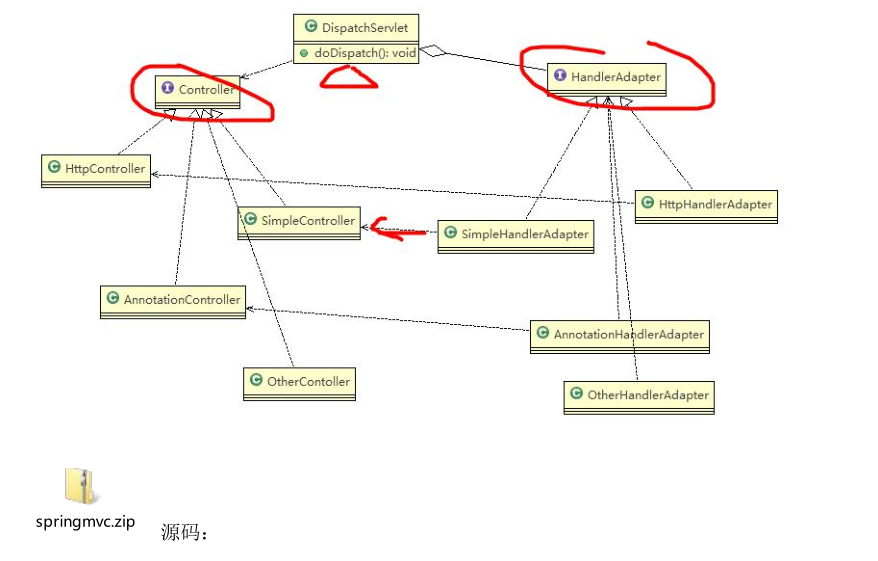 DispatchServlet
doDispatch(): void
HandlerAdapter
Controller
HttpController
HttpHandlerAdapter
SimpleController
SimpleHandlerAdapter
AnnotationController
AnnotationHandlerAdapter
OtherContoller
OtherHandlerAdapter
springmvc.zip
源码：